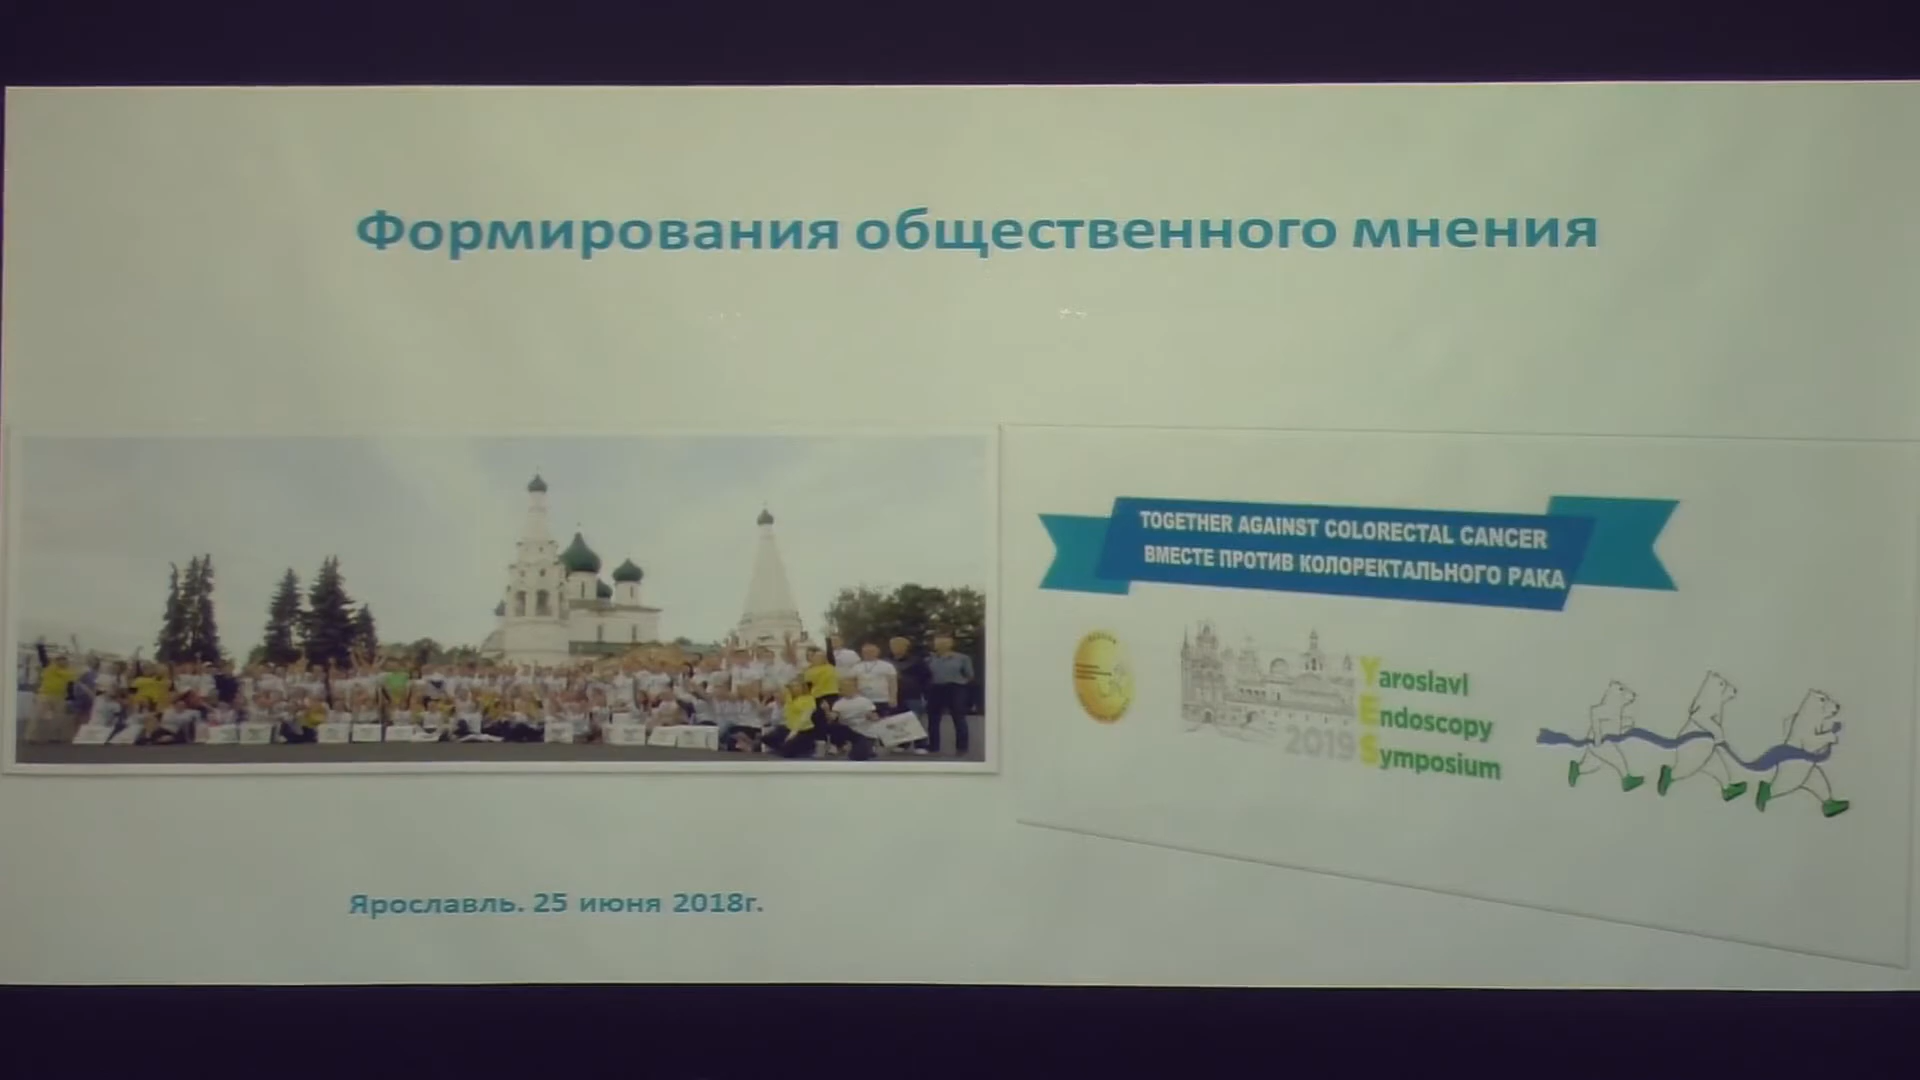 Формирования общественного мнения
TOGETHER AGAINST COLORECTAL CANCER
ВМЕСТЕ ПРОТИВ КОЛОРЕКТАЛЬНОГО РАКА
Yaroslavl
Endoscopy
2019 Symposium
Ярославль. 25 июня 2018г.